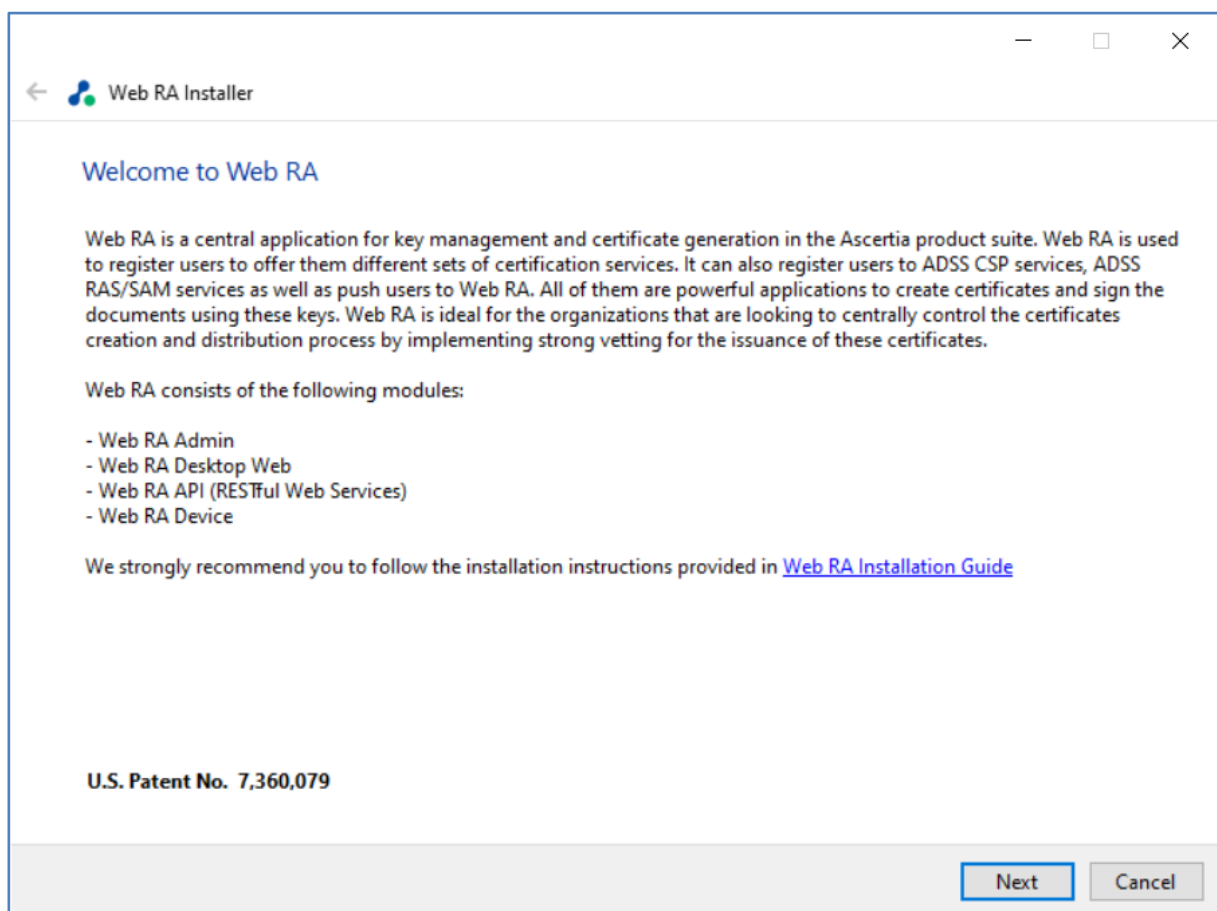 Web RA Installer
Welcome to Web RA
Web RA is a central application for key management and certificate generation in the Ascertia product suite. Web RA is used
to register users to offer them different sets of certification services. It can also register users to ADSS CSP services, ADSS
RAS/SAM services as well as push users to Web RA. All of them are powerful applications to create certificates and sign the
documents using these keys. Web RA is ideal for the organizations that are looking to centrally control the certificates
creation and distribution process by implementing strong vetting for the issuance of these certificates.
Web RA consists of the following modules:
- Web RA Admin
- Web RA Desktop Web
- Web RA API (RESTful Web Services)
- Web RA Device
We strongly recommend you to follow the installation instructions provided in Web RA Installation Guide
U.S. Patent No. 7,360,079
Next Cancel